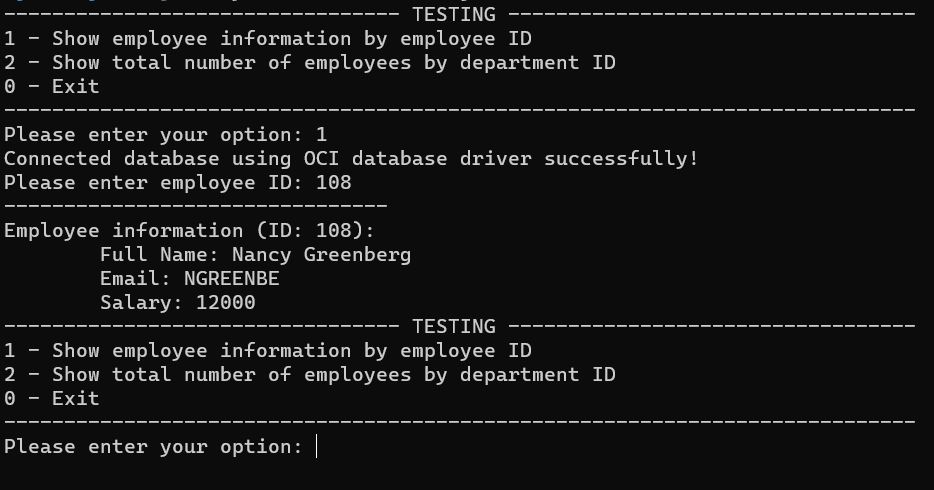 --------------------------------- TESTING ----------------------------------
1 - Show employee information by employee ID
2 - Show total number of employees by department ID
0 - Exit
----------------------------------------------------------------------------
Please enter your option: 1
Connected database using OCI database driver successfully!
Please enter employee ID: 108
--------------------------------
Employee information (ID: 108):
        Full Name: Nancy Greenberg
        Email: NGREENBE
        Salary: 12000
--------------------------------- TESTING ----------------------------------
1 - Show employee information by employee ID
2 - Show total number of employees by department ID
0 - Exit
----------------------------------------------------------------------------
Please enter your option: